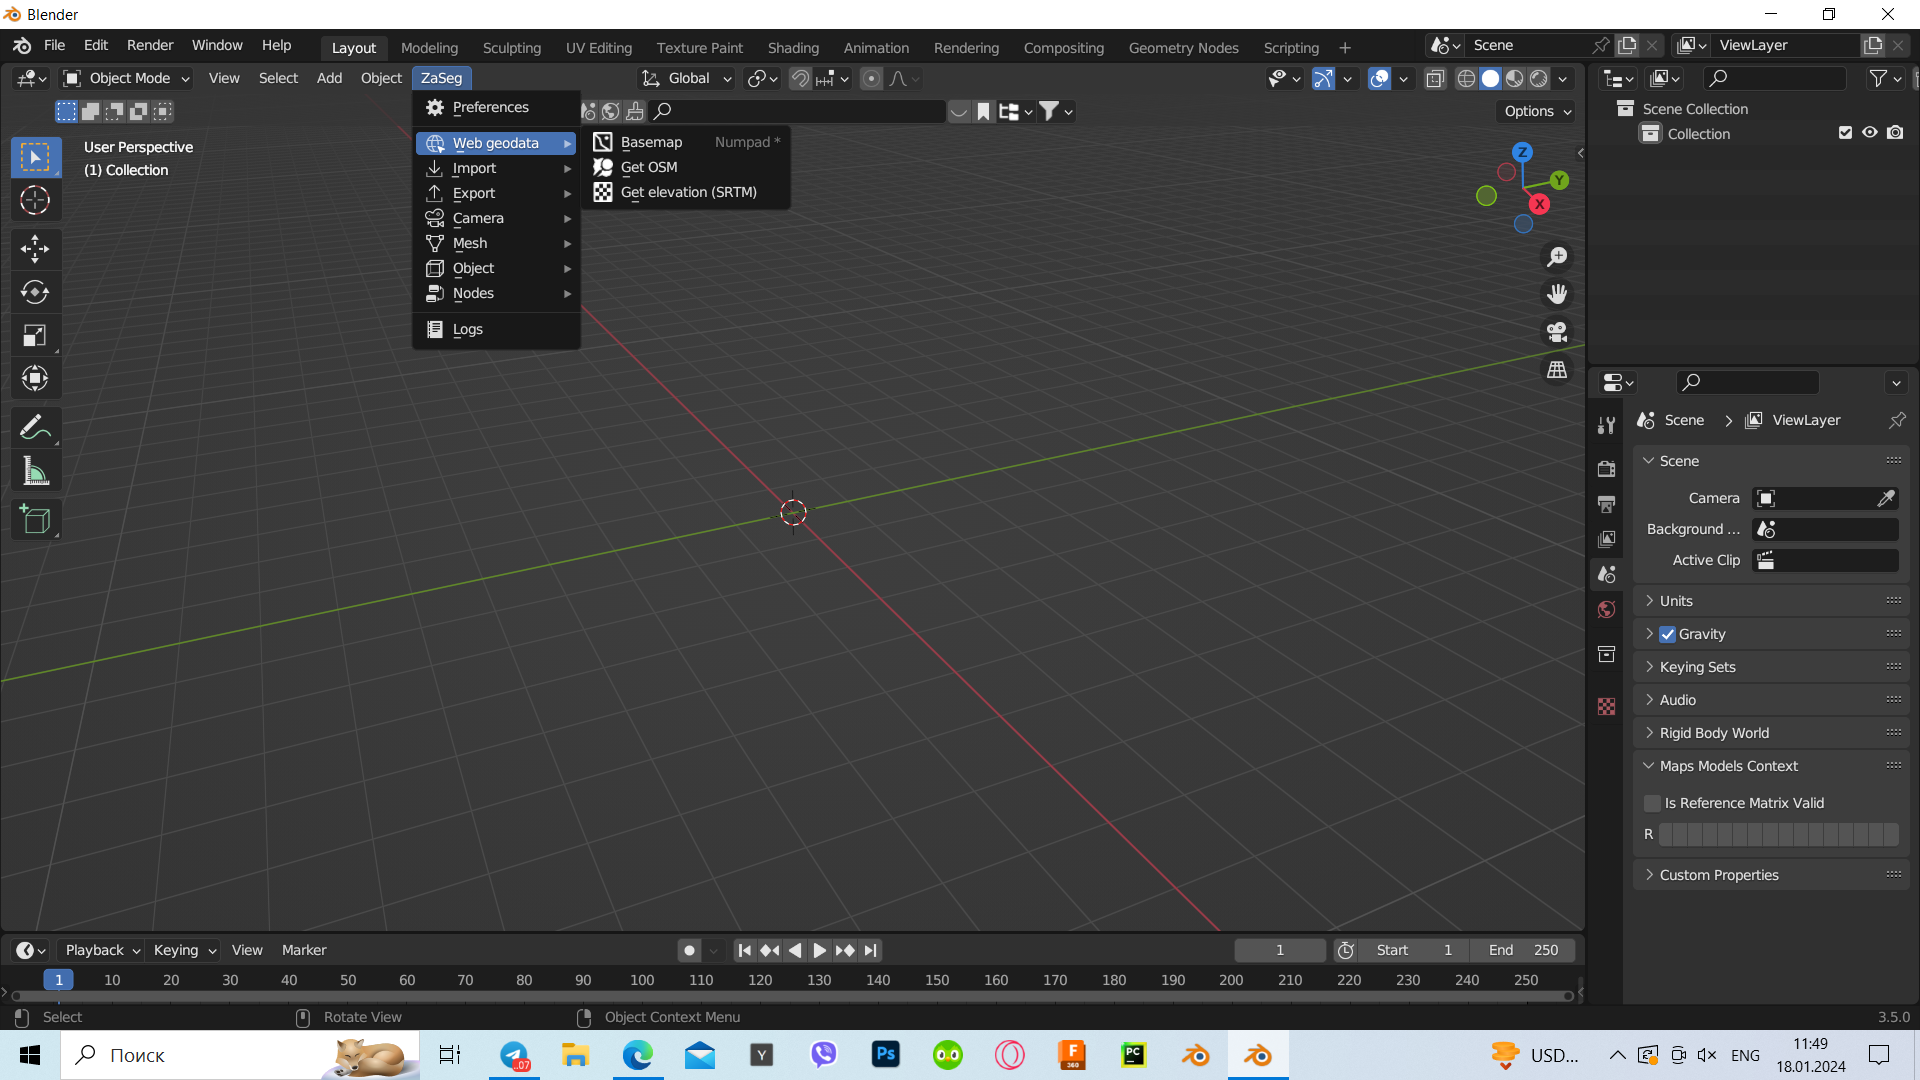 Blender
File Edit Render Window Help Layout Modeling Sculpting UV Editing Texture Paint Shading Animation Rendering Compositing Geometry Nodes Scripting + Scene ViewLayer
Object Mode View Select Add Object ZaSeg Global
Options
Preferences
Web geodata
Import
Export
Camera
Mesh
Object
Nodes
Logs
Basemap Numpad *
Get OSM
Get elevation (SRTM)
User Perspective
(1) Collection
Z
Y
X
Scene Collection
Collection
Scene > ViewLayer
Scene
Camera
Background ...
Active Clip
Units
Gravity
Keying Sets
Audio
Rigid Body World
Maps Models Context
Is Reference Matrix Valid
R
Custom Properties
Playback Keying View Marker 1 Start 1 End 250
1 10 20 30 40 50 60 70 80 90 100 110 120 130 140 150 160 170 180 190 200 210 220 230 240 250
Select Rotate View Object Context Menu 3.5.0
Поиск ..07 Y Ps F 360 PC USD... ENG 11:49
18.01.2024